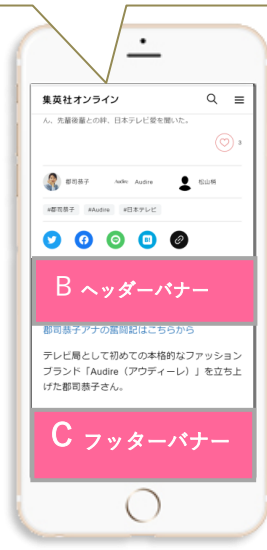 集英社オンライン
ん、先輩後輩との絆、日本テレビ愛を聞いた。
3
郡司恭子
Audire
Audire
松山梢
#郡司恭子
#Audire
#日本テレビ
B ヘッダーバナー
郡司恭子アナの奮闘記はこちらから
テレビ局として初めての本格的なファッション
ブランド「Audire（アウディーレ）」を立ち上
げた郡司恭子さん。
C フッターバナー